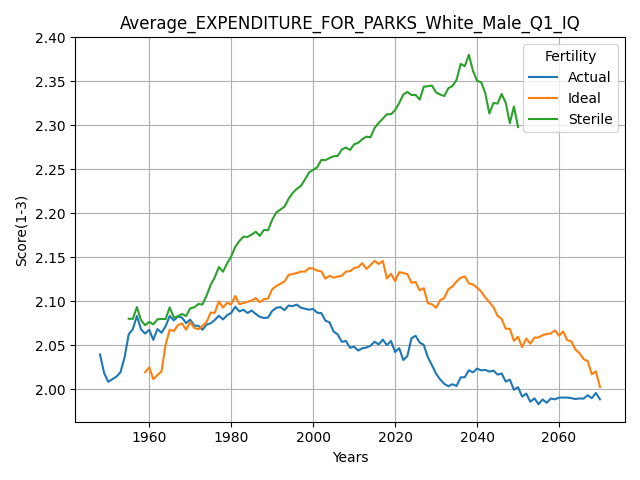 Average_EXPENDITURE_FOR_PARKS_White_Male_Q1_IQ
Score(1-3)
2.40
2.35
2.30
2.25
2.20
2.15
2.10
2.05
2.00
Fertility
Actual
Ideal
Sterile
1960 1980 2000 2020 2040 2060
Years